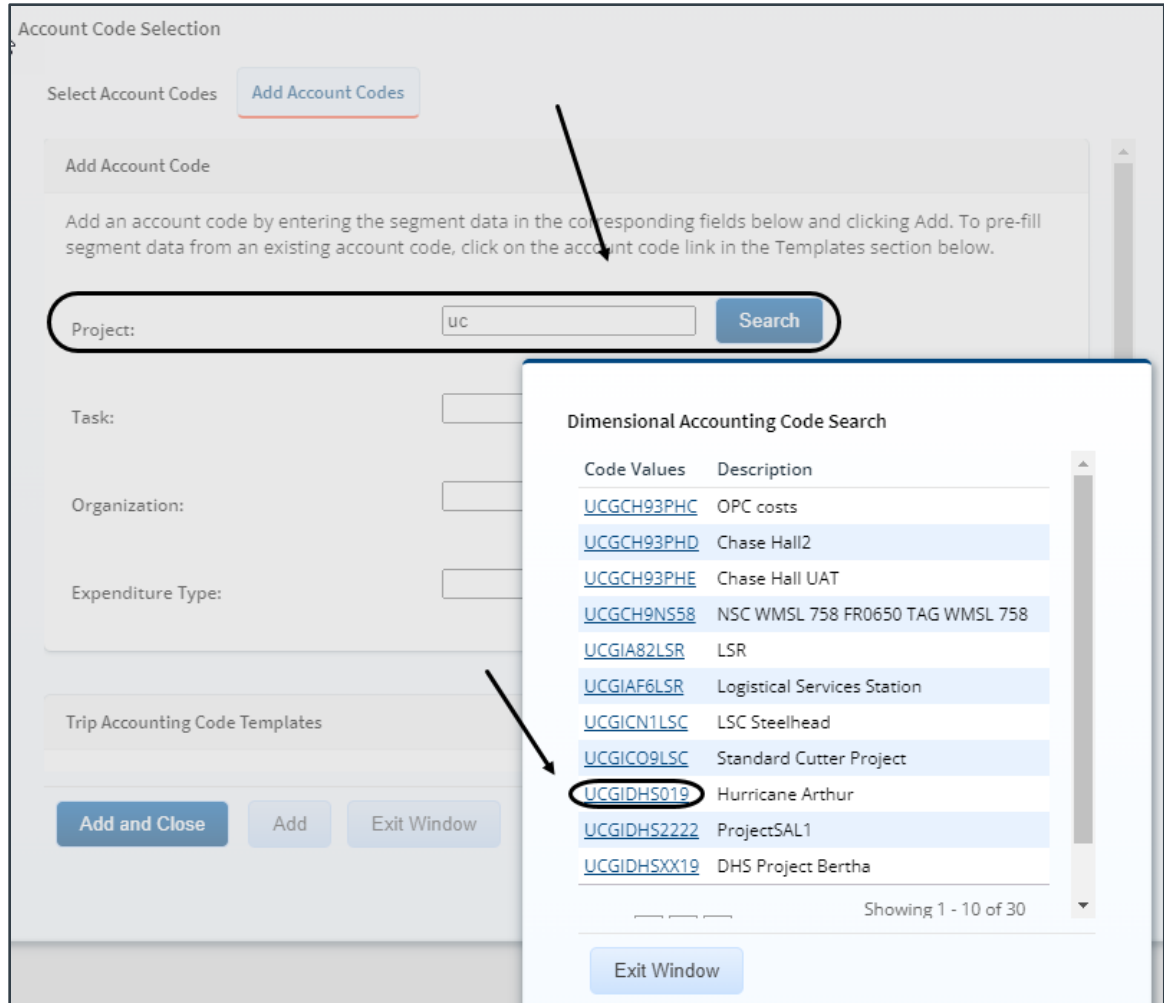 Account Code Selection
Select Account Codes Add Account Codes
Add Account Code
Add an account code by entering the segment data in the corresponding fields below and clicking Add. To pre-fill
segment data from an existing account code, click on the account code link in the Templates section below.
Project: uc Search
Task:
Organization:
Expenditure Type:
Trip Accounting Code Templates
Add and Close Add Exit Window
Dimensional Accounting Code Search
Code Values Description
UCGCH93PHC OPC costs
UCGCH93PHD Chase Hall2
UCGCH93PHE Chase Hall UAT
UCGCH9NS58 NSC WMSL 758 FR0650 TAG WMSL 758
UCGIA82LSR LSR
UCGIAF6LSR Logistical Services Station
UCGICN1LSC LSC Steelhead
UCGICO9LSC Standard Cutter Project
UCGIDHS019 Hurricane Arthur
UCGIDHS2222 ProjectSAL1
UCGIDHSXX19 DHS Project Bertha
Showing 1 - 10 of 30
Exit Window